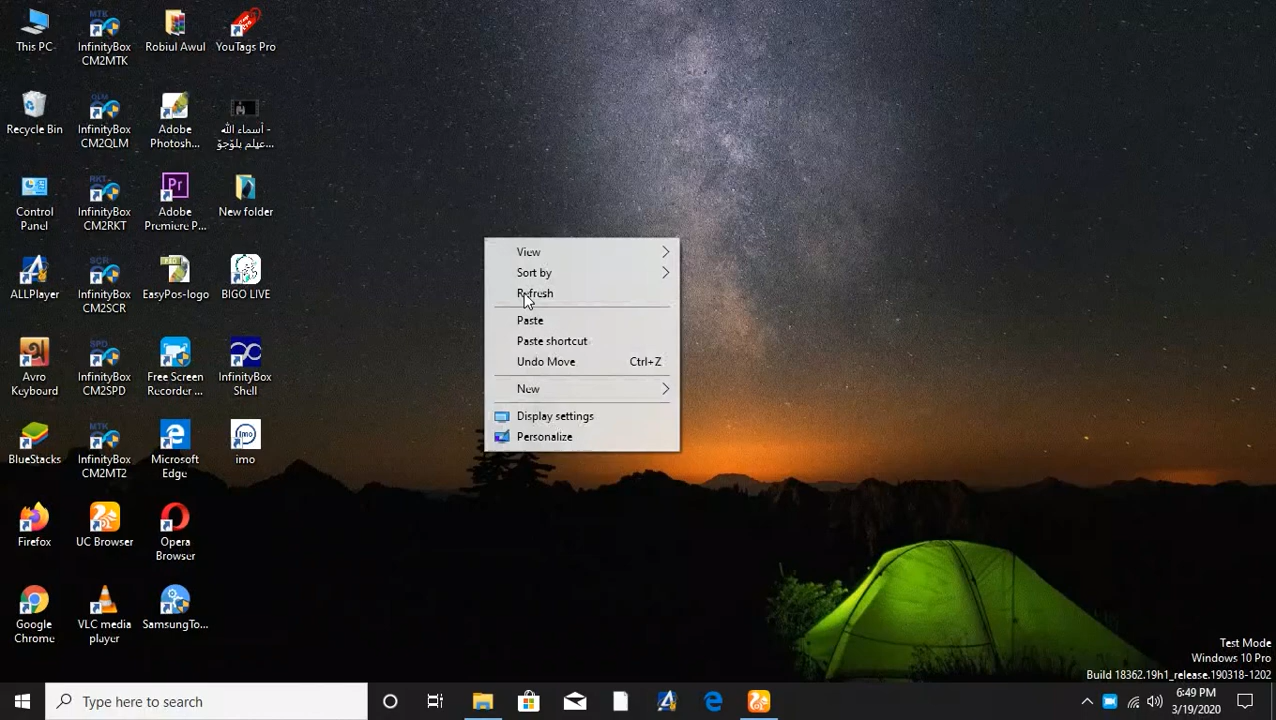 This PC
InfinityBox
CM2MTK
Robiul Awul
YouTags Pro
Recycle Bin
InfinityBox
CM2QLM
Adobe
Photosh...
Control
Panel
InfinityBox
CM2RKT
Adobe
Premiere P...
New folder
ALLPlayer
InfinityBox
CM2SCR
EasyPos-logo
BIGO LIVE
Avro
Keyboard
InfinityBox
CM2SPD
Free Screen
Recorder ...
InfinityBox
Shell
BlueStacks
InfinityBox
CM2MT2
Microsoft
Edge
imo
Firefox
UC Browser
Opera
Browser
Google
Chrome
VLC media
player
SamsungTo...
View
Sort by
Refresh
Paste
Paste shortcut
Undo Move Ctrl+Z
New
Display settings
Personalize
Test Mode
Windows 10 Pro
Build 18362.19h1_release.190318-1202
Type here to search
6:49 PM
3/19/2020